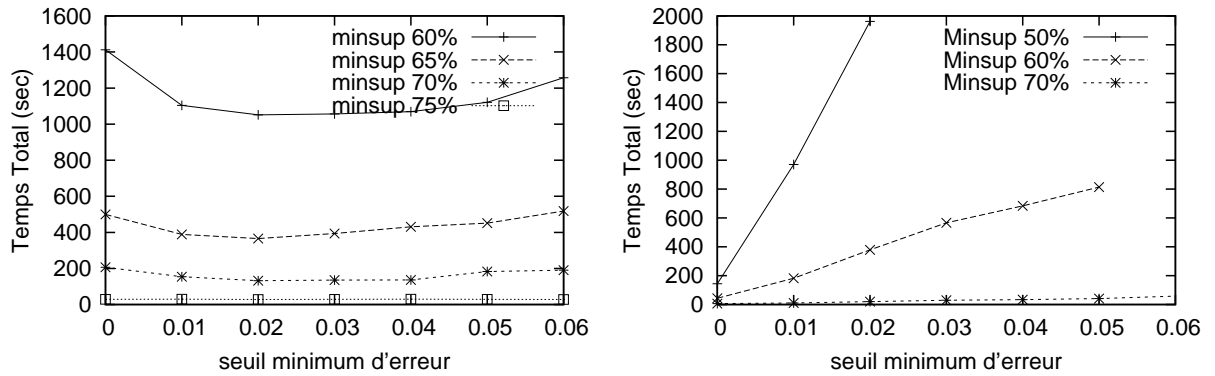 1600
1400
1200
1000
800
600
400
200
0
Temps Total (sec)
minsup 60%
minsup 65%
minsup 70%
minsup 75%
0 0.01 0.02 0.03 0.04 0.05 0.06
seuil minimum d'erreur
2000
1800
1600
1400
1200
1000
800
600
400
200
0
Temps Total (sec)
Minsup 50%
Minsup 60%
Minsup 70%
0 0.01 0.02 0.03 0.04 0.05 0.06
seuil minimum d'erreur